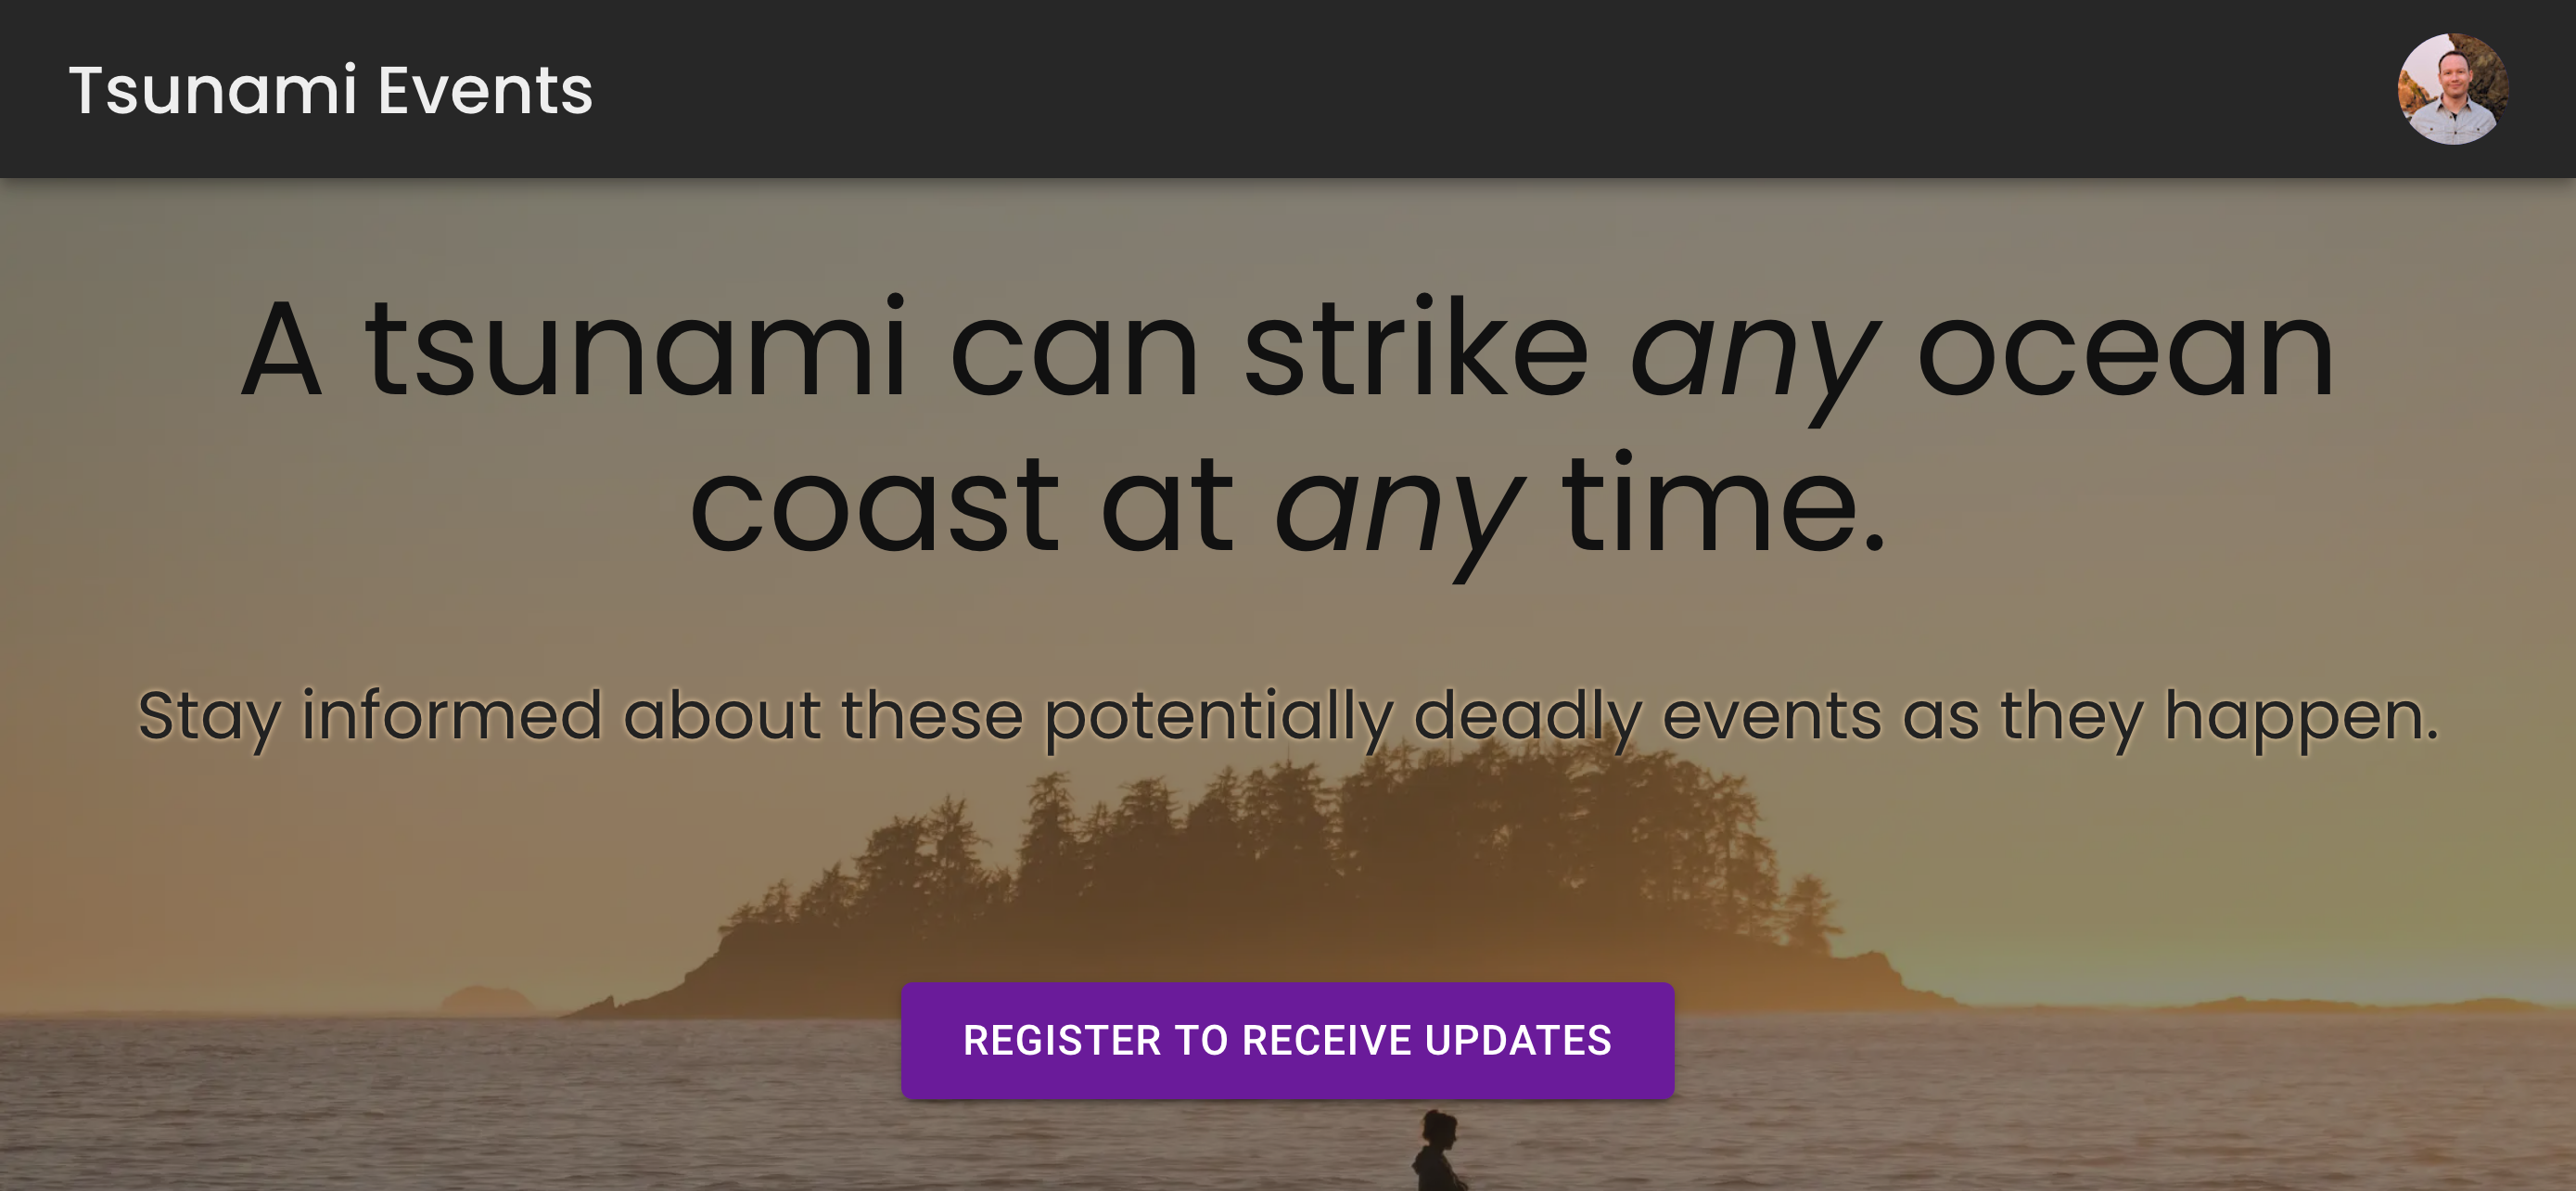 Tsunami Events
A tsunami can strike any ocean
coast at any time.
Stay informed about these potentially deadly events as they happen.
REGISTER TO RECEIVE UPDATES